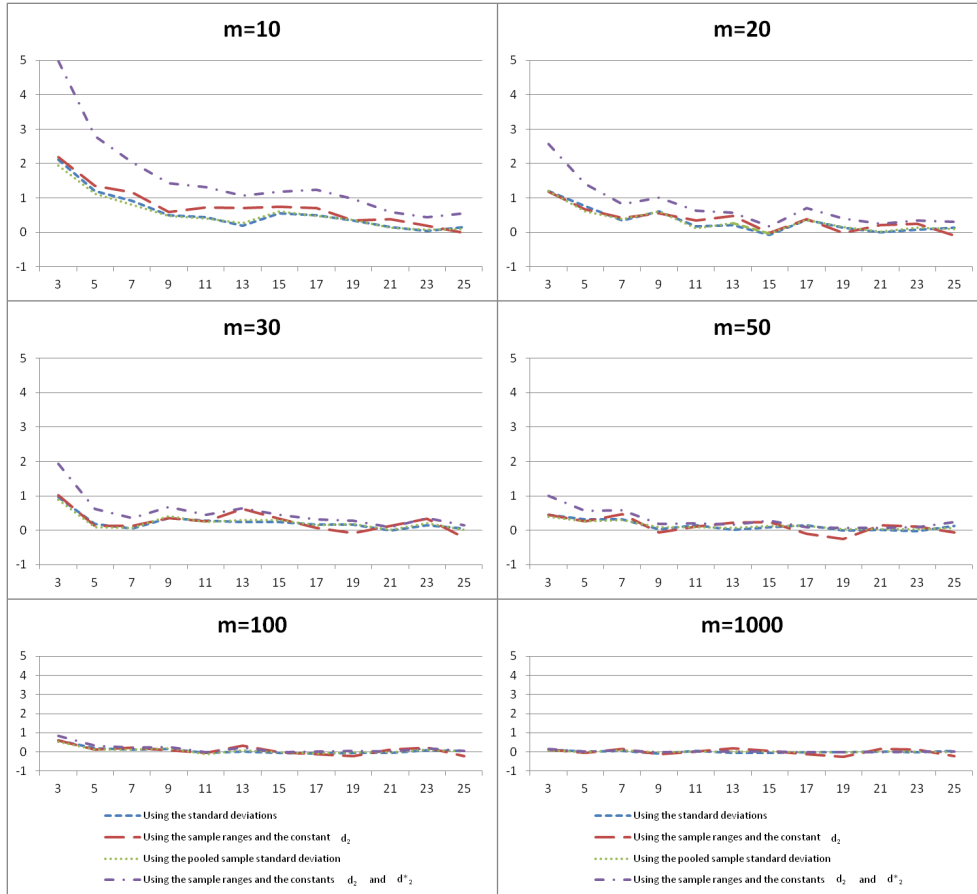 m=10
5
4
3
2
1
0
-1
3 5 7 9 11 13 15 17 19 21 23 25
m=20
5
4
3
2
1
0
-1
3 5 7 9 11 13 15 17 19 21 23 25
m=30
5
4
3
2
1
0
-1
3 5 7 9 11 13 15 17 19 21 23 25
m=50
5
4
3
2
1
0
-1
3 5 7 9 11 13 15 17 19 21 23 25
m=100
5
4
3
2
1
0
-1
3 5 7 9 11 13 15 17 19 21 23 25
Using the standard deviations
Using the sample ranges and the constant d₂
Using the pooled sample standard deviation
Using the sample ranges and the constants d₂ and d*₂
m=1000
5
4
3
2
1
0
-1
3 5 7 9 11 13 15 17 19 21 23 25
Using the standard deviations
Using the sample ranges and the constant d₂
Using the pooled sample standard deviation
Using the sample ranges and the constants d₂ and d*₂